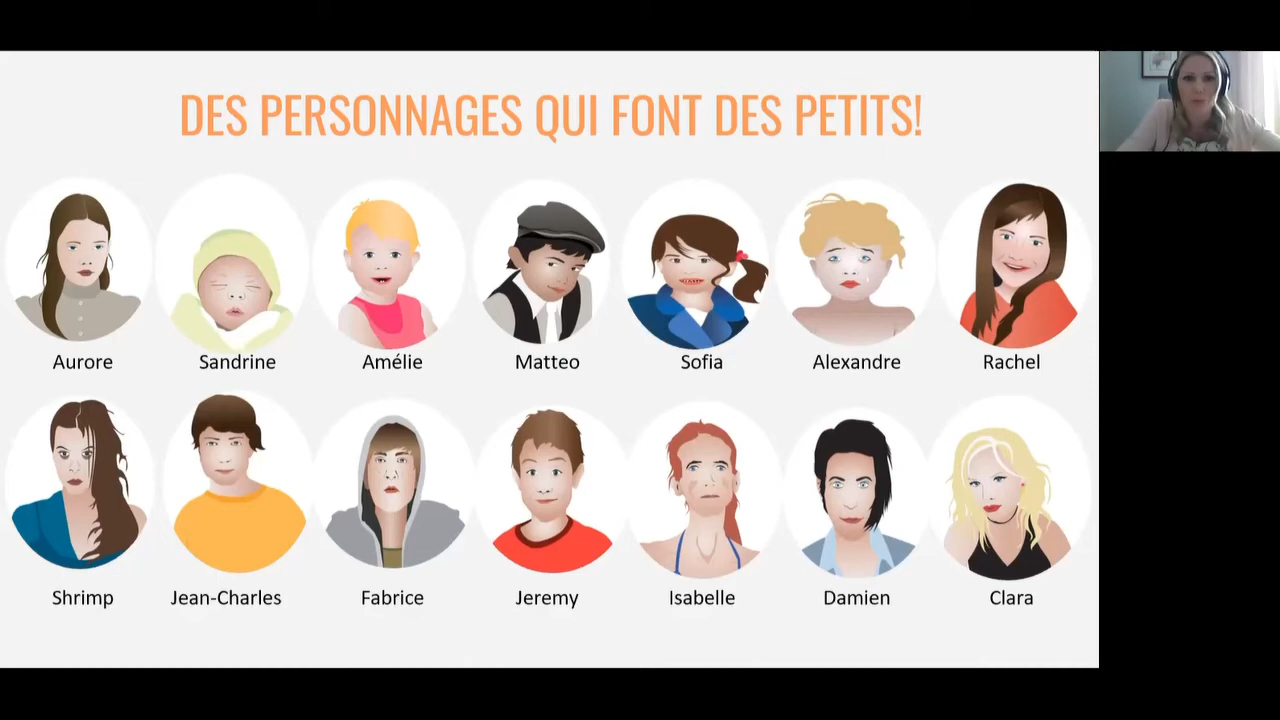 DES PERSONNAGES QUI FONT DES PETITS!
Aurore Sandrine Amélie Matteo Sofia Alexandre Rachel
Shrimp Jean-Charles Fabrice Jeremy Isabelle Damien Clara